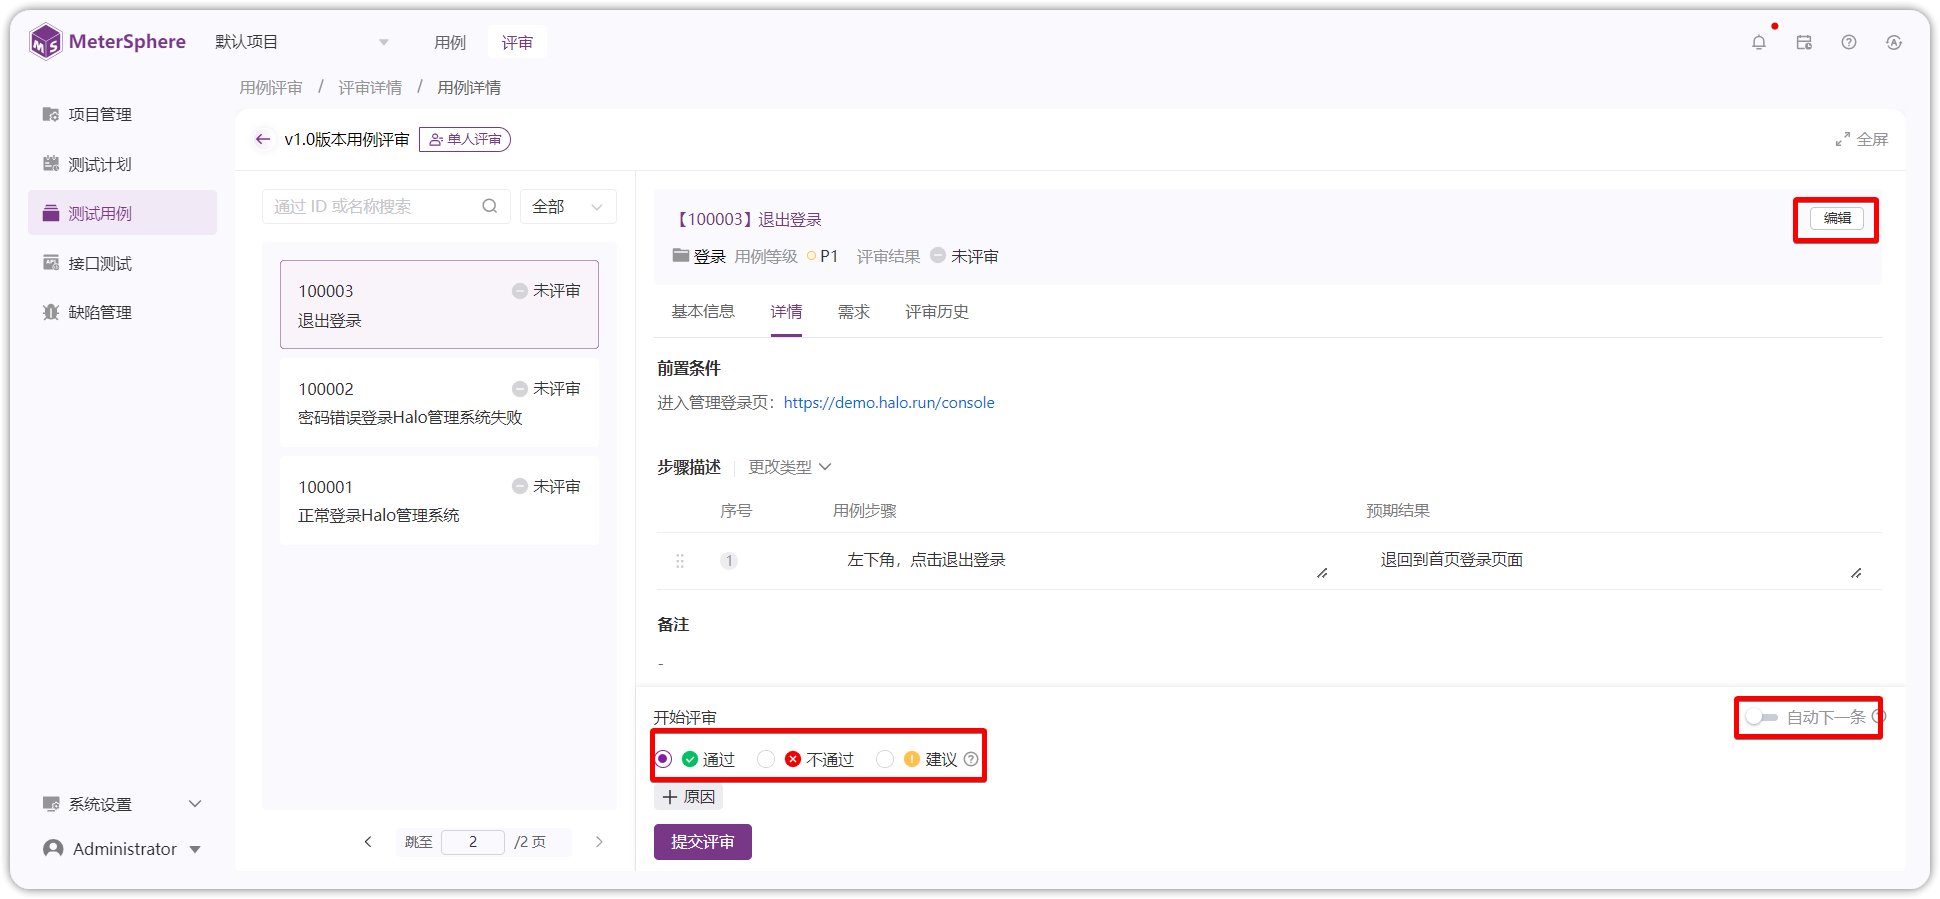 MeterSphere
默认项目
用例
评审
用例评审 / 评审详情 / 用例详情
项目管理
测试计划
测试用例
接口测试
缺陷管理
系统设置
Administrator
v1.0版本用例评审
单人评审
全屏
通过 ID 或名称搜索
全部
100003
未评审
退出登录
100002
未评审
密码错误登录Halo管理系统失败
100001
未评审
正常登录Halo管理系统
跳至 2 /2 页
【100003】退出登录
编辑
登录 用例等级 P1 评审结果 未评审
基本信息 详情 需求 评审历史
前置条件
进入管理登录页：https://demo.halo.run/console
步骤描述 更改类型
序号 用例步骤 预期结果
1 左下角，点击退出登录 退回到首页登录页面
备注
-
开始评审
自动下一条
通过 不通过 建议
原因
提交评审